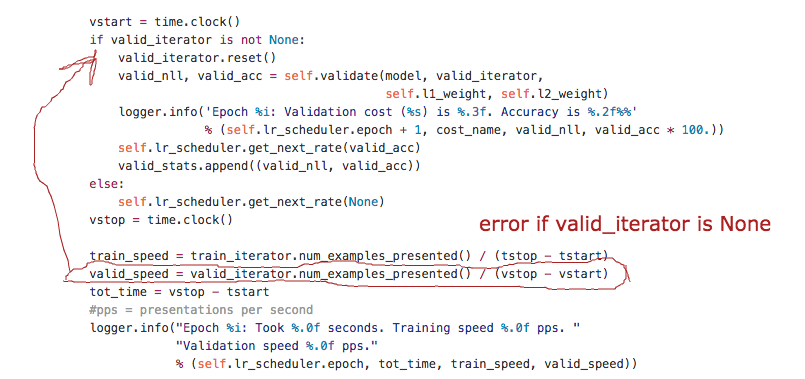 vstart = time.clock()
if valid_iterator is not None:
    valid_iterator.reset()
    valid_nll, valid_acc = self.validate(model, valid_iterator,
                                         self.l1_weight, self.l2_weight)
    logger.info('Epoch %i: Validation cost (%s) is %.3f. Accuracy is %.2f%%'
                % (self.lr_scheduler.epoch + 1, cost_name, valid_nll, valid_acc * 100.))
    self.lr_scheduler.get_next_rate(valid_acc)
    valid_stats.append((valid_nll, valid_acc))
else:
    self.lr_scheduler.get_next_rate(None)
vstop = time.clock()
error if valid_iterator is None
train_speed = train_iterator.num_examples_presented() / (tstop - tstart)
valid_speed = valid_iterator.num_examples_presented() / (vstop - vstart)
tot_time = vstop - tstart
#pps = presentations per second
logger.info("Epoch %i: Took %.0f seconds. Training speed %.0f pps. "
            "Validation speed %.0f pps."
            % (self.lr_scheduler.epoch, tot_time, train_speed, valid_speed))